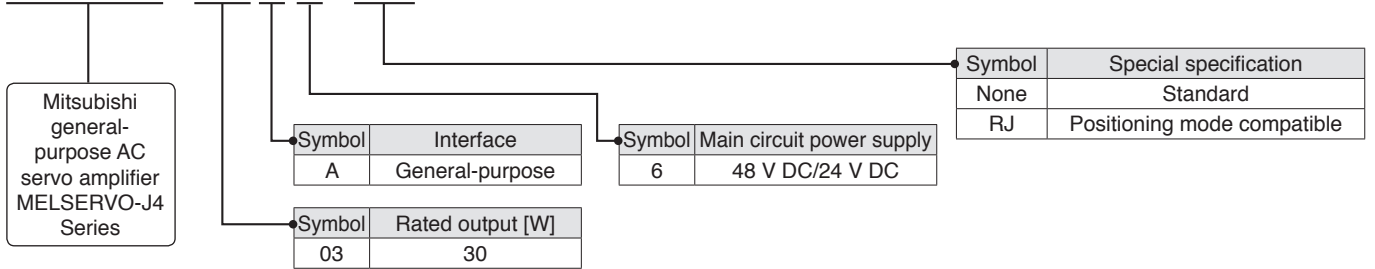 Symbol Special specification
None Standard
RJ Positioning mode compatible
Mitsubishi
general-
purpose AC
servo amplifier
MELSERVO-J4
Series
Symbol Interface
A General-purpose
Symbol Main circuit power supply
6 48 V DC/24 V DC
Symbol Rated output [W]
03 30